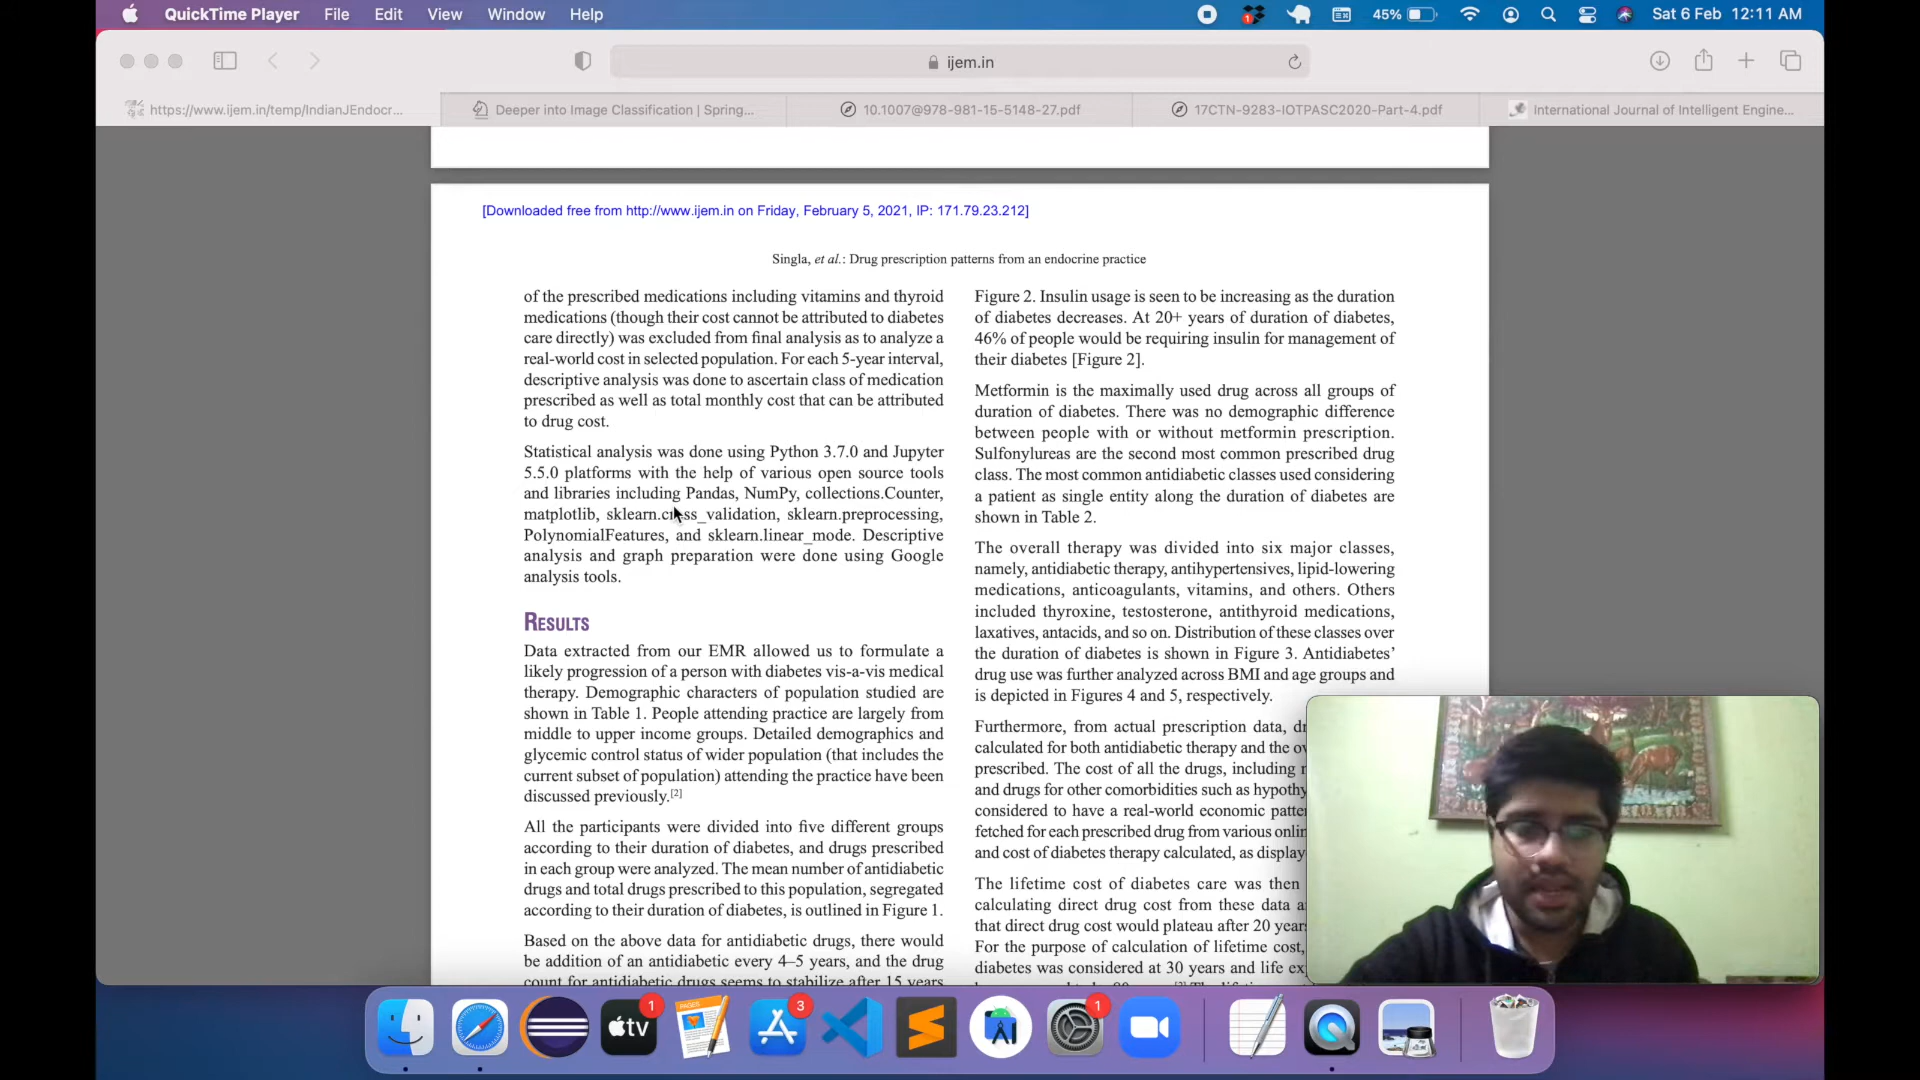 QuickTime Player File Edit View Window Help
1
45%
Sat 6 Feb 12:11 AM
ijem.in
https://www.ijem.in/temp/IndianJEndocr...
Deeper into Image Classification | Spring...
10.1007@978-981-15-5148-27.pdf
17CTN-9283-IOTPASC2020-Part-4.pdf
International Journal of Intelligent Engine...
[Downloaded free from http://www.ijem.in on Friday, February 5, 2021, IP: 171.79.23.212]
Singla, et al.: Drug prescription patterns from an endocrine practice
of the prescribed medications including vitamins and thyroid
medications (though their cost cannot be attributed to diabetes
care directly) was excluded from final analysis as to analyze a
real-world cost in selected population. For each 5-year interval,
descriptive analysis was done to ascertain class of medication
prescribed as well as total monthly cost that can be attributed
to drug cost.
Statistical analysis was done using Python 3.7.0 and Jupyter
5.5.0 platforms with the help of various open source tools
and libraries including Pandas, NumPy, collections.Counter,
matplotlib, sklearn.cross_validation, sklearn.preprocessing,
PolynomialFeatures, and sklearn.linear_mode. Descriptive
analysis and graph preparation were done using Google
analysis tools.
Results
Data extracted from our EMR allowed us to formulate a
likely progression of a person with diabetes vis-a-vis medical
therapy. Demographic characters of population studied are
shown in Table 1. People attending practice are largely from
middle to upper income groups. Detailed demographics and
glycemic control status of wider population (that includes the
current subset of population) attending the practice have been
discussed previously.[2]
All the participants were divided into five different groups
according to their duration of diabetes, and drugs prescribed
in each group were analyzed. The mean number of antidiabetic
drugs and total drugs prescribed to this population, segregated
according to their duration of diabetes, is outlined in Figure 1.
Based on the above data for antidiabetic drugs, there would
be addition of an antidiabetic every 4–5 years, and the drug
count for antidiabetic drugs seems to stabilize after 15 years
Figure 2. Insulin usage is seen to be increasing as the duration
of diabetes decreases. At 20+ years of duration of diabetes,
46% of people would be requiring insulin for management of
their diabetes [Figure 2].
Metformin is the maximally used drug across all groups of
duration of diabetes. There was no demographic difference
between people with or without metformin prescription.
Sulfonylureas are the second most common prescribed drug
class. The most common antidiabetic classes used considering
a patient as single entity along the duration of diabetes are
shown in Table 2.
The overall therapy was divided into six major classes,
namely, antidiabetic therapy, antihypertensives, lipid-lowering
medications, anticoagulants, vitamins, and others. Others
included thyroxine, testosterone, antithyroid medications,
laxatives, antacids, and so on. Distribution of these classes over
the duration of diabetes is shown in Figure 3. Antidiabetes’
drug use was further analyzed across BMI and age groups and
is depicted in Figures 4 and 5, respectively.
Furthermore, from actual prescription data, dr
calculated for both antidiabetic therapy and the ov
prescribed. The cost of all the drugs, including
and drugs for other comorbidities such as hypothy
considered to have a real-world economic patte
fetched for each prescribed drug from various onlin
and cost of diabetes therapy calculated, as display
The lifetime cost of diabetes care was then
calculating direct drug cost from these data a
that direct drug cost would plateau after 20 years
For the purpose of calculation of lifetime cost,
diabetes was considered at 30 years and life ex
tv
1
PAGES
3
1